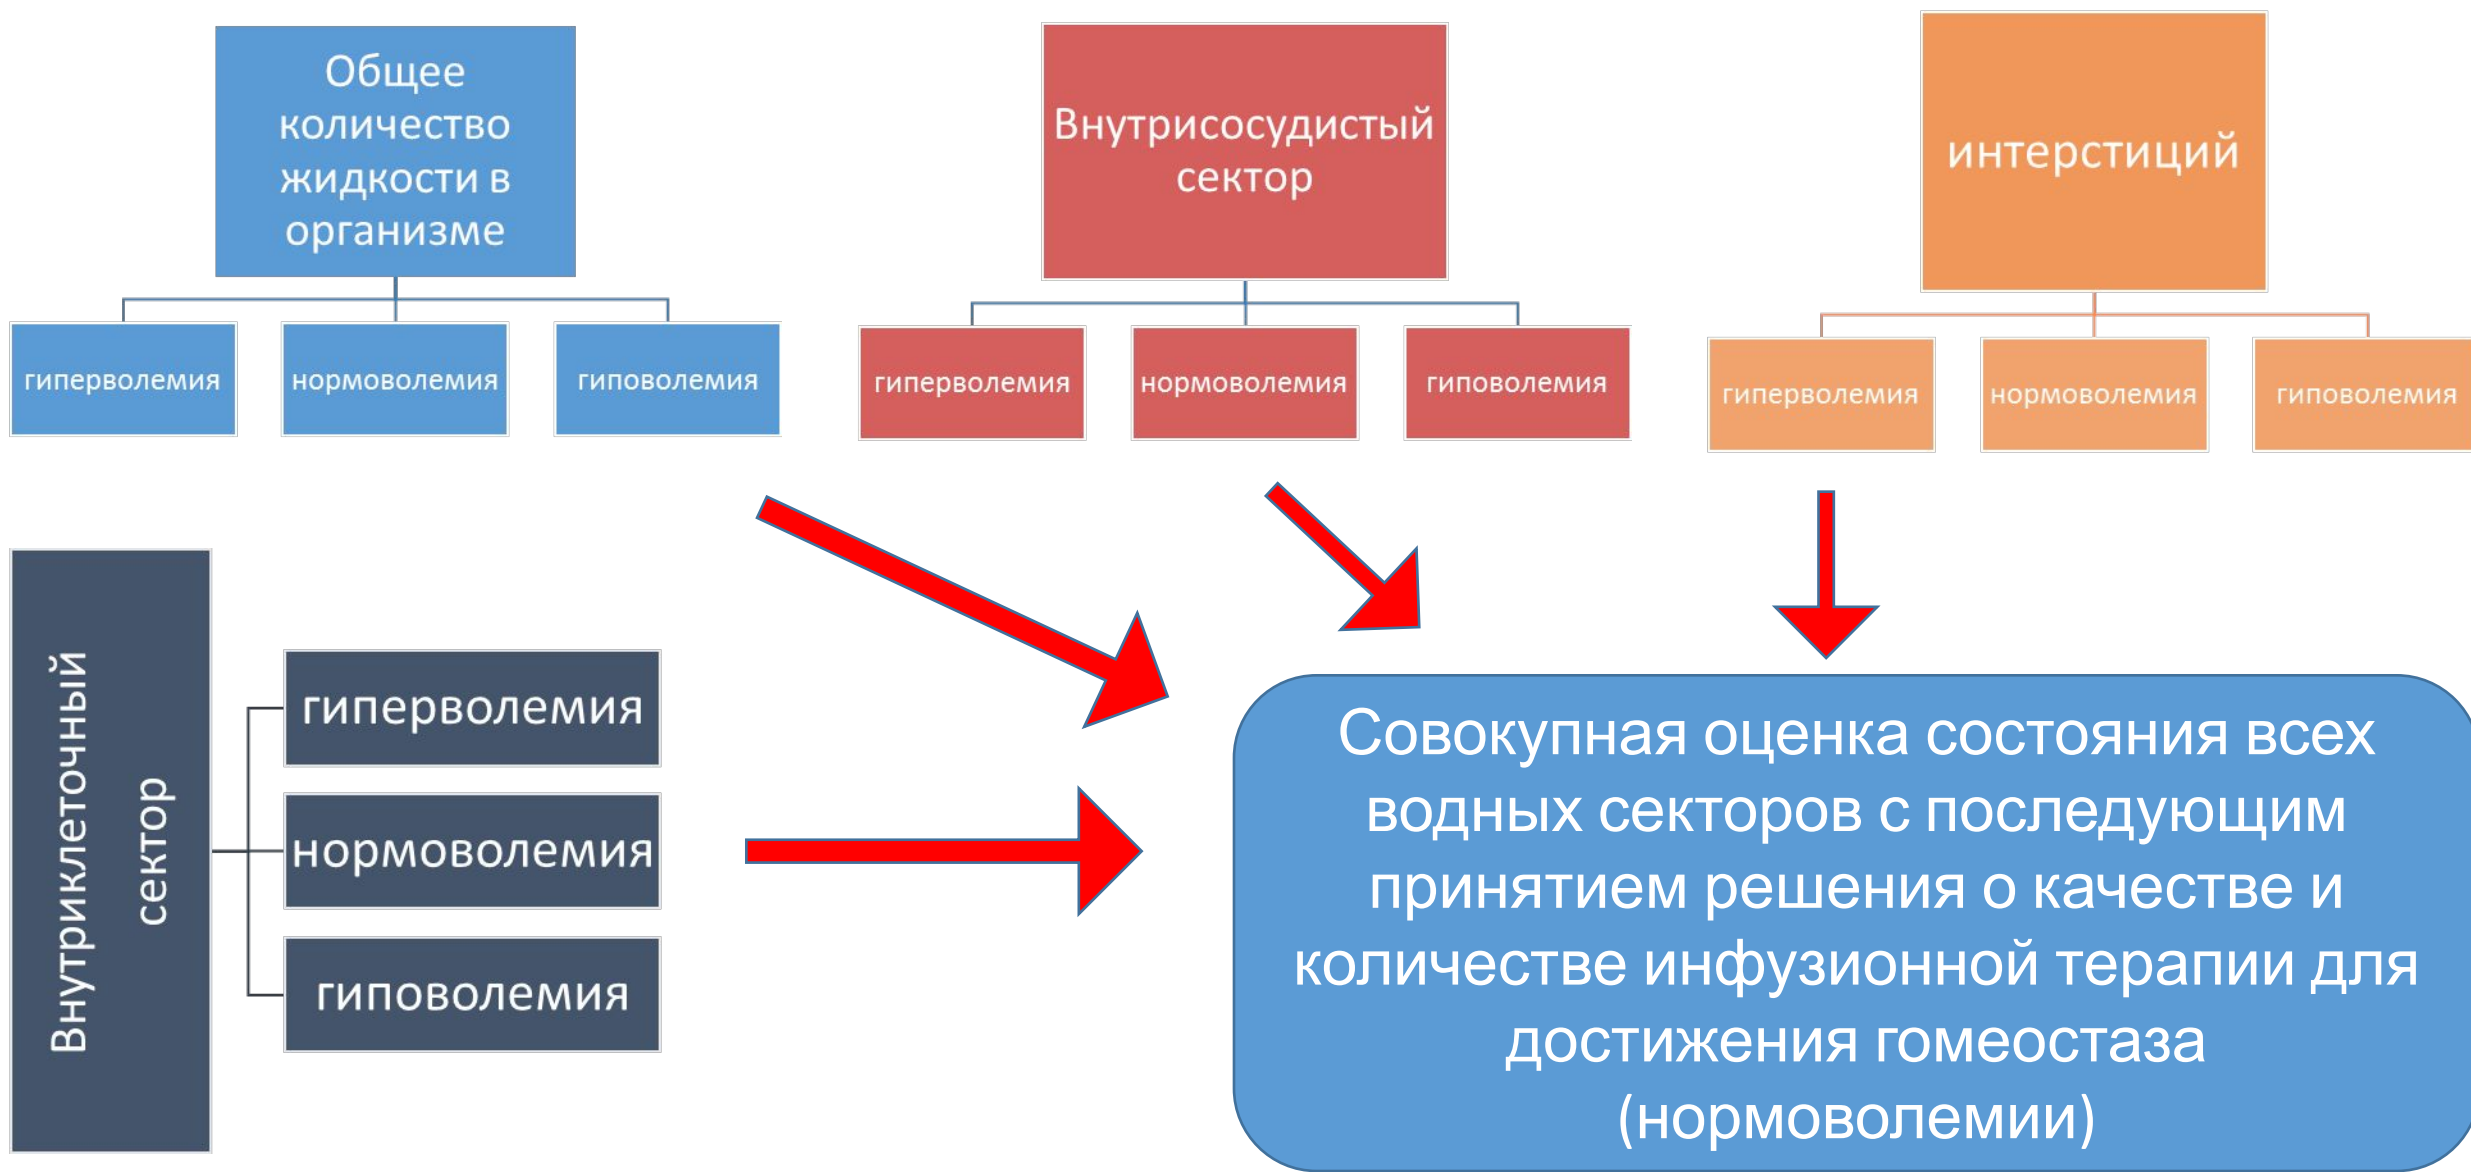 Общее
количество
жидкости в
организме
гиперволемия
нормоволемия
гиповолемия
Внутрисосудистый
сектор
гиперволемия
нормоволемия
гиповолемия
интерстиций
гиперволемия
нормоволемия
гиповолемия
Внутриклеточный
сектор
гиперволемия
нормоволемия
гиповолемия
Совокупная оценка состояния всех
водных секторов с последующим
принятием решения о качестве и
количестве инфузионной терапии для
достижения гомеостаза
(нормоволемии)